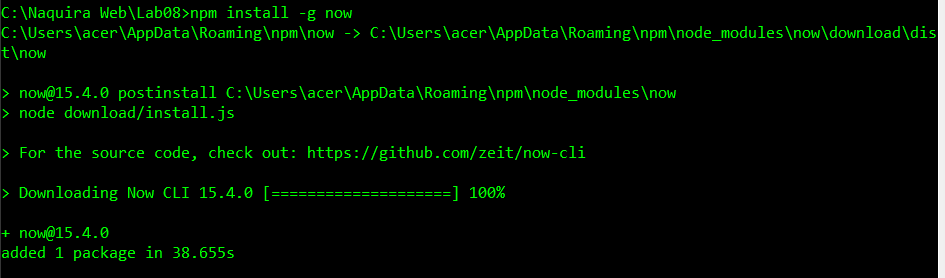 C:\Naquira Web\Lab08>npm install -g now
C:\Users\acer\AppData\Roaming\npm\now -> C:\Users\acer\AppData\Roaming\npm\node_modules\now\download\dis
t\now
> now@15.4.0 postinstall C:\Users\acer\AppData\Roaming\npm\node_modules\now
> node download/install.js
> For the source code, check out: https://github.com/zeit/now-cli
> Downloading Now CLI 15.4.0 [====================] 100%
+ now@15.4.0
added 1 package in 38.655s